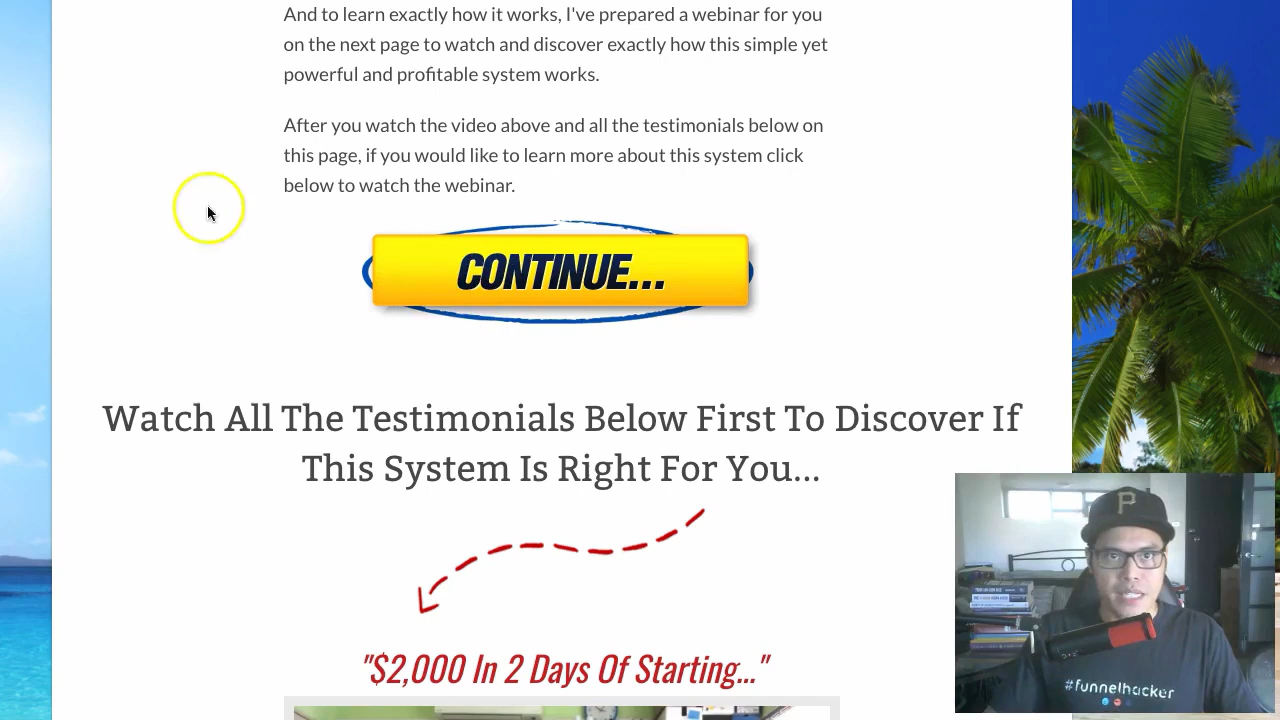 And to learn exactly how it works, I've prepared a webinar for you
on the next page to watch and discover exactly how this simple yet
powerful and profitable system works.
After you watch the video above and all the testimonials below on
this page, if you would like to learn more about this system click
below to watch the webinar.
CONTINUE...
Watch All The Testimonials Below First To Discover If
This System Is Right For You...
"$2,000 In 2 Days Of Starting..."
P
#funnelhacker